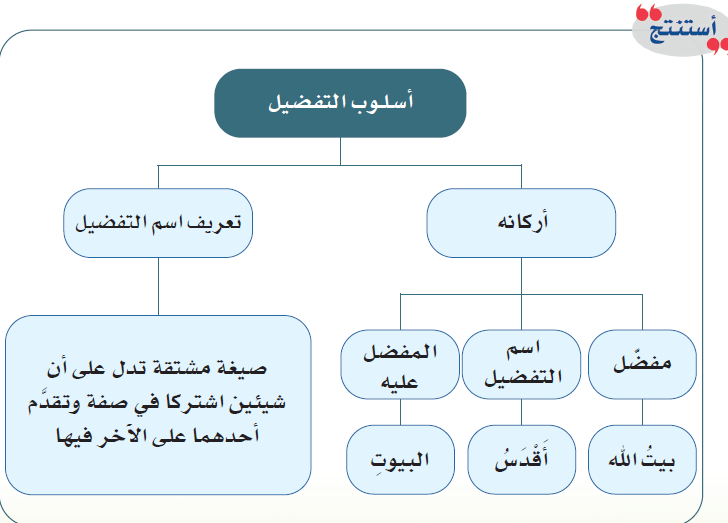 أستنتج
أسلوب التفضيل
أركانه
تعريف اسم التفضيل
مفضّل
اسم
التفضيل
المفضل
عليه
بيتُ الله
أَقْدَسُ
البيوتِ
صيغة مشتقة تدل على أن
شيئين اشتركا في صفة وتقدَّم
أحدهما على الآخر فيها